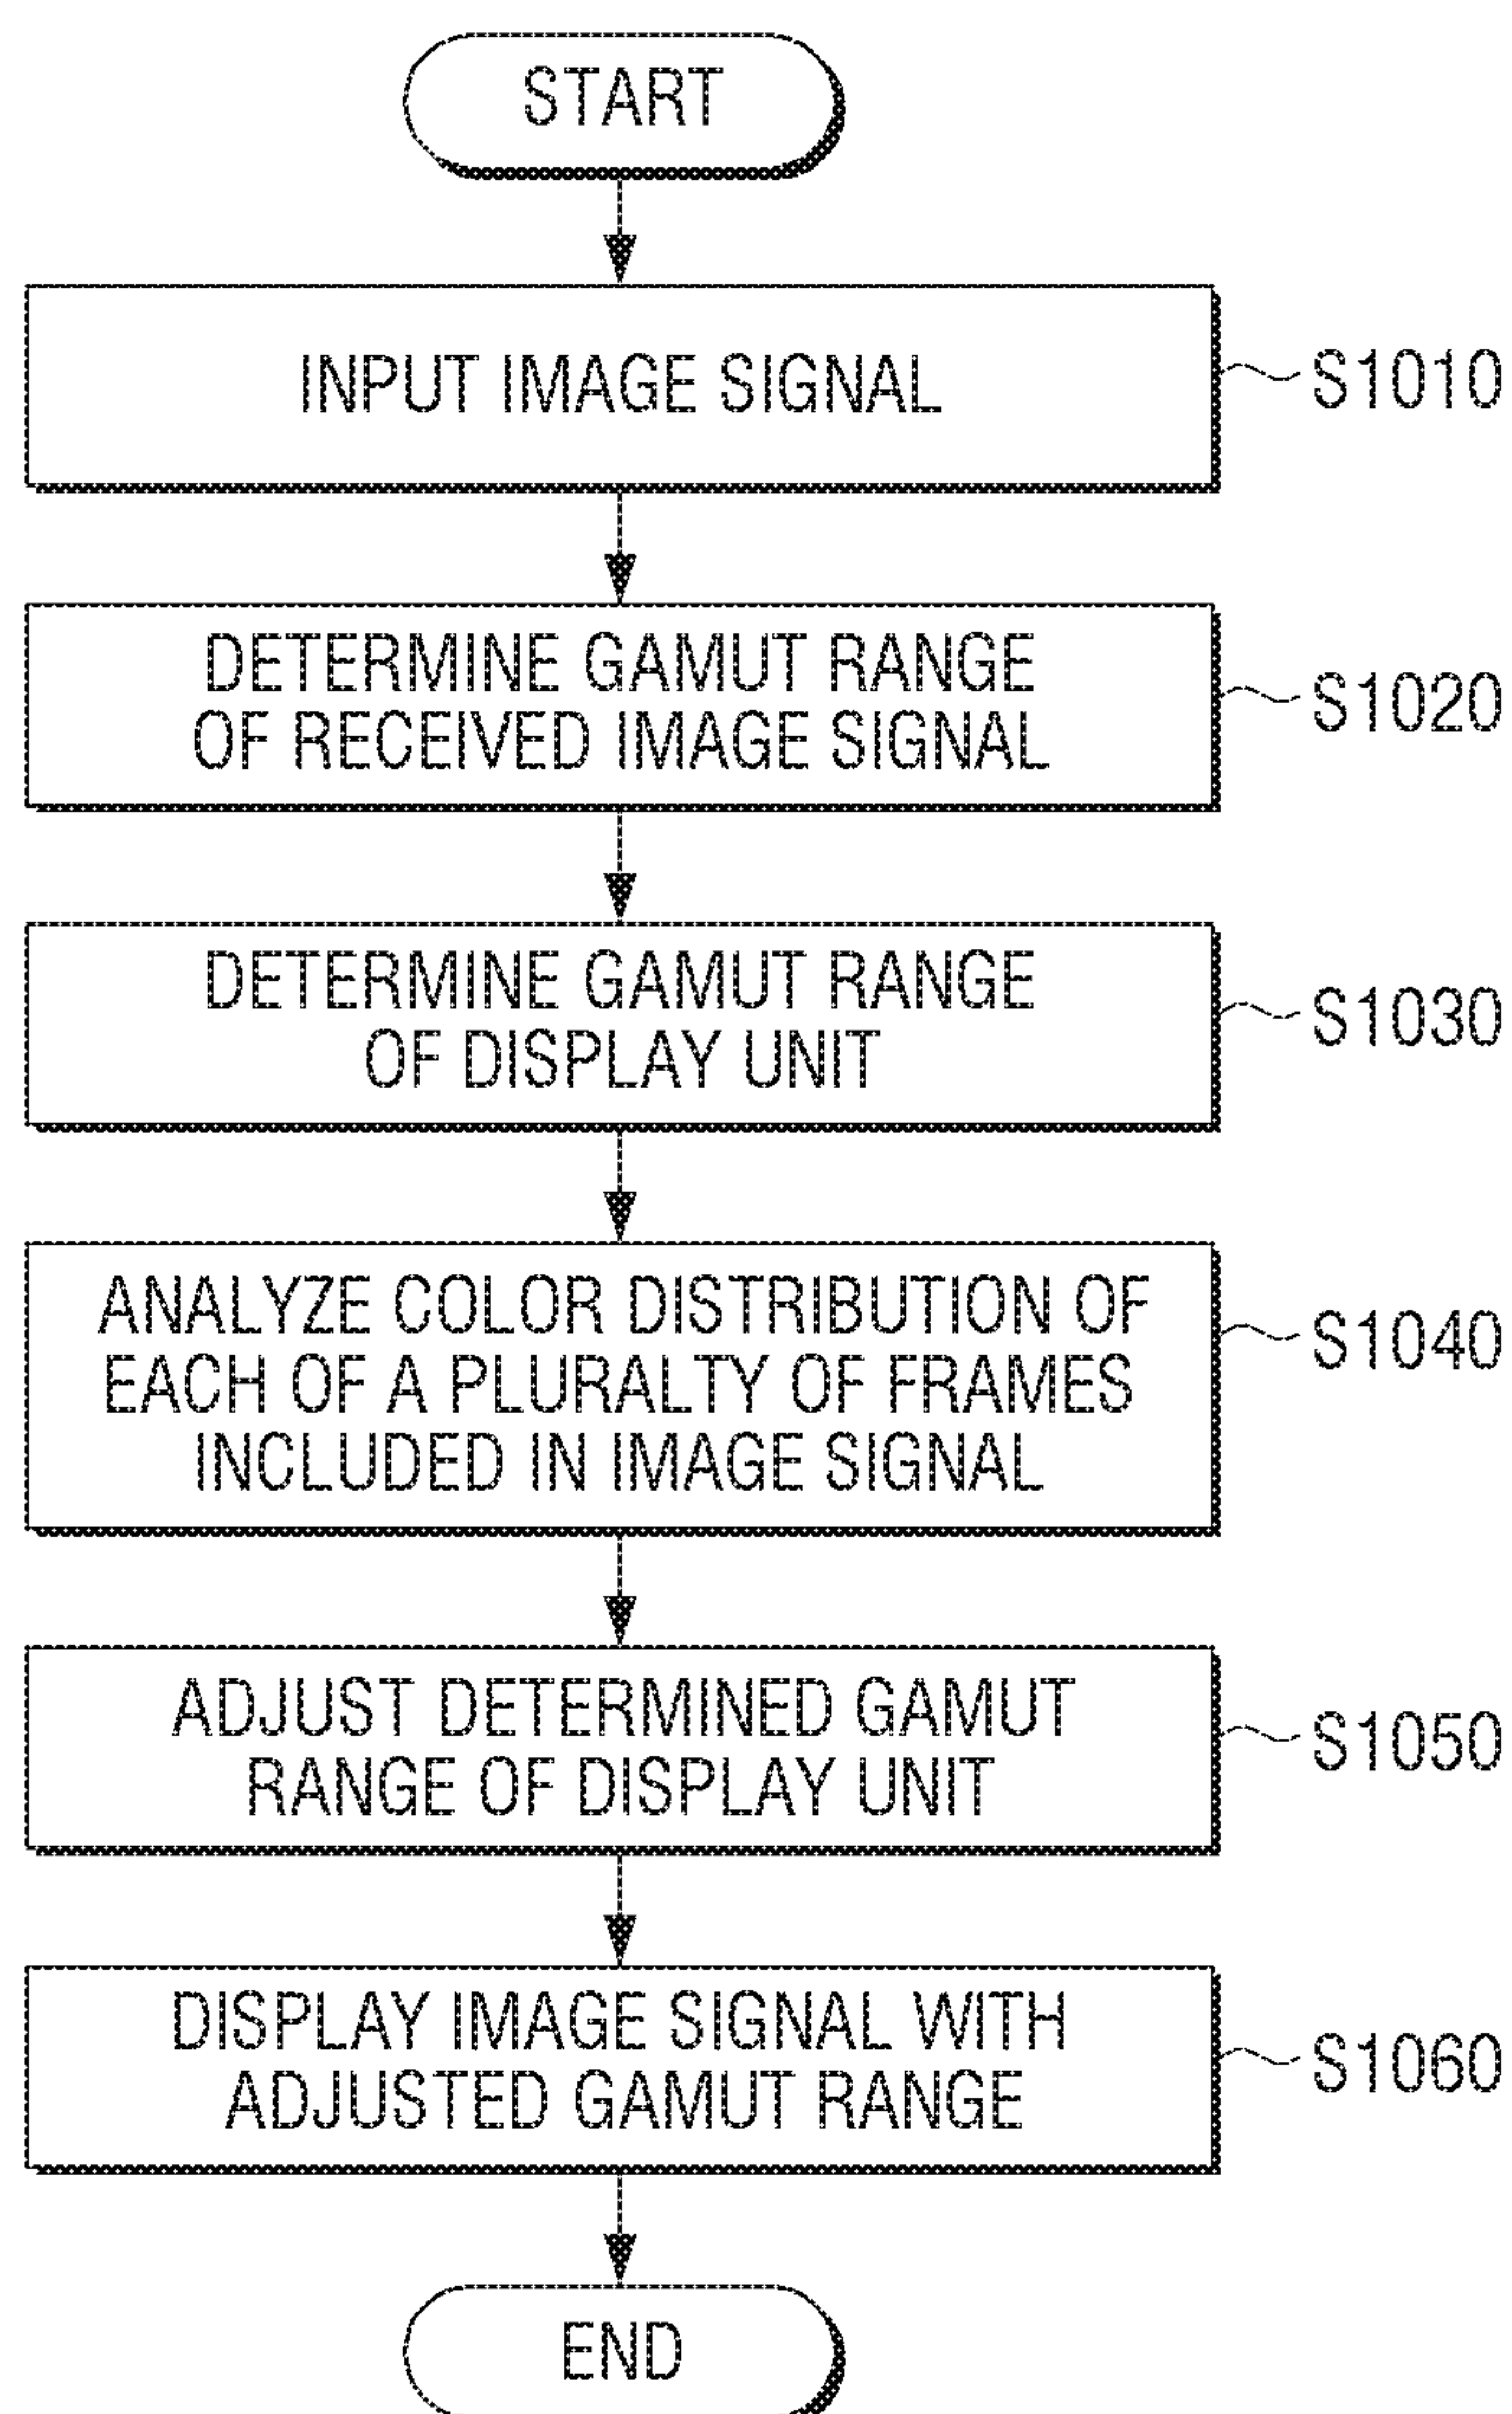 START
INPUT IMAGE SIGNAL
S1010
DETERMINE GAMUT RANGE
OF RECEIVED IMAGE SIGNAL
S1020
DETERMINE GAMUT RANGE
OF DISPLAY UNIT
S1030
ANALYZE COLOR DISTRIBUTION OF
EACH OF A PLURALTY OF FRAMES
INCLUDED IN IMAGE SIGNAL
S1040
ADJUST DETERMINED GAMUT
RANGE OF DISPLAY UNIT
S1050
DISPLAY IMAGE SIGNAL WITH
ADJUSTED GAMUT RANGE
S1060
END